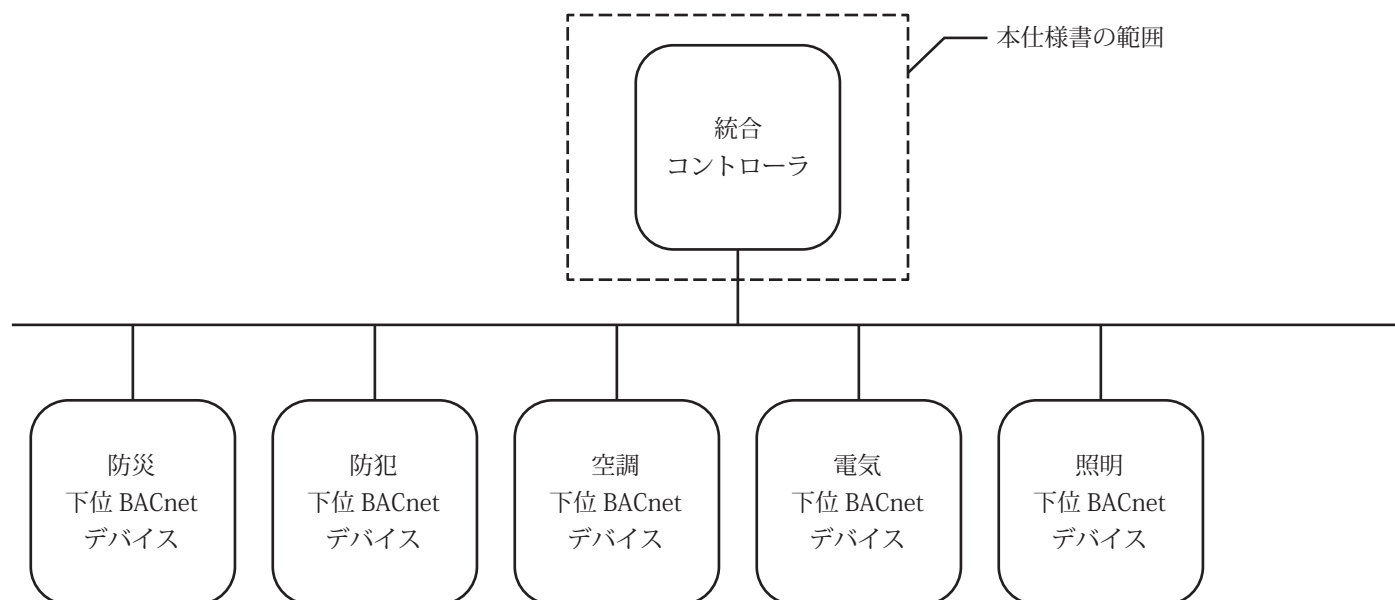 本仕様書の範囲
統合
コントローラ
防災
下位 BACnet
デバイス
防犯
下位 BACnet
デバイス
空調
下位 BACnet
デバイス
電気
下位 BACnet
デバイス
照明
下位 BACnet
デバイス